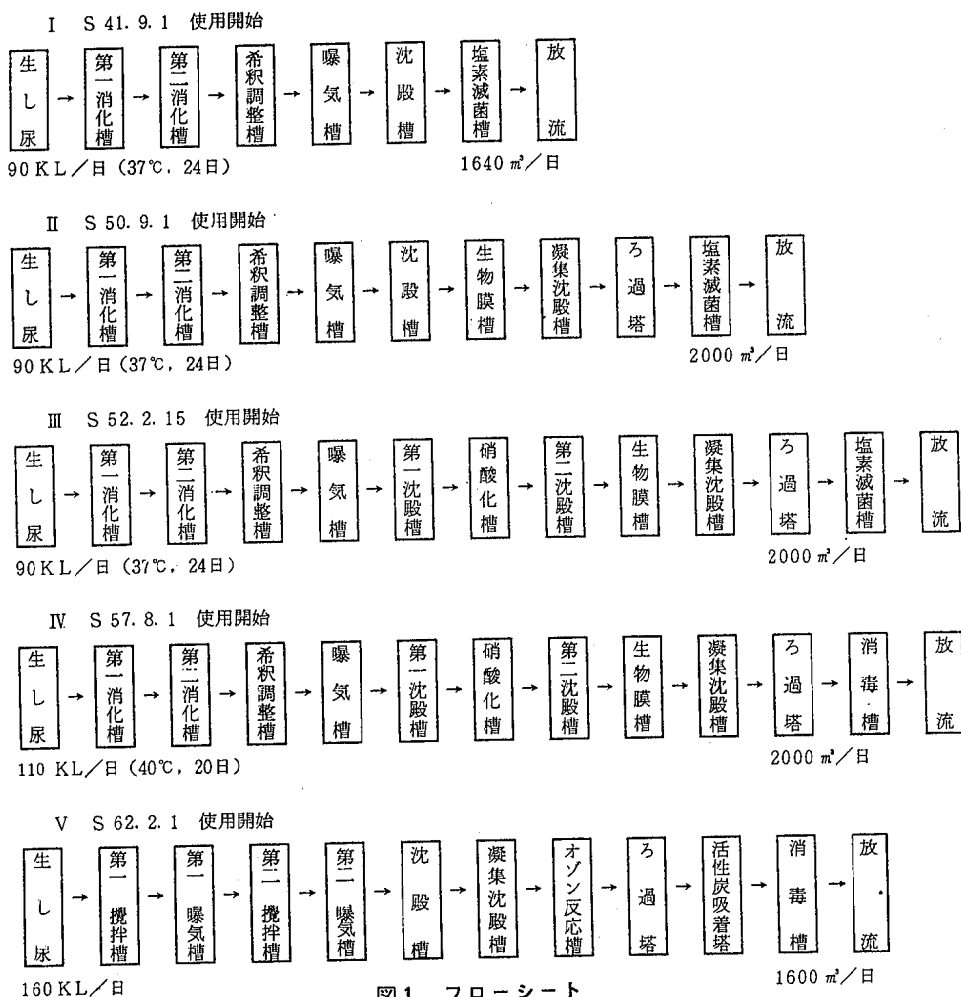 Ⅰ S 41. 9. 1 使用開始
生し尿 → 第一消化槽 → 第二消化槽 → 希釈調整槽 → 曝気槽 → 沈殿槽 → 塩素滅菌槽 → 放流
90 KL/日 (37℃, 24日) 1640 ㎥/日
Ⅱ S 50. 9. 1 使用開始
生し尿 → 第一消化槽 → 第二消化槽 → 希釈調整槽 → 曝気槽 → 沈殿槽 → 生物膜槽 → 凝集沈殿槽 → ろ過塔 → 塩素滅菌槽 → 放流
90 KL/日 (37℃, 24日) 2000 ㎥/日
Ⅲ S 52. 2. 15 使用開始
生し尿 → 第一消化槽 → 第二消化槽 → 希釈調整槽 → 曝気槽 → 第一沈殿槽 → 硝酸化槽 → 第二沈殿槽 → 生物膜槽 → 凝集沈殿槽 → ろ過塔 → 塩素滅菌槽 → 放流
90 KL/日 (37℃, 24日) 2000 ㎥/日
Ⅳ S 57. 8. 1 使用開始
生し尿 → 第一消化槽 → 第二消化槽 → 希釈調整槽 → 曝気槽 → 第一沈殿槽 → 硝酸化槽 → 第二沈殿槽 → 生物膜槽 → 凝集沈殿槽 → ろ過塔 → 消毒槽 → 放流
110 KL/日 (40℃, 20日) 2000 ㎥/日
Ⅴ S 62. 2. 1 使用開始
生し尿 → 第一攪拌槽 → 第一曝気槽 → 第二攪拌槽 → 第二曝気槽 → 沈殿槽 → 凝集沈殿槽 → オゾン反応槽 → ろ過塔 → 活性炭吸着塔 → 消毒槽 → 放流
160 KL/日 1600 ㎥/日
図1 フローシート